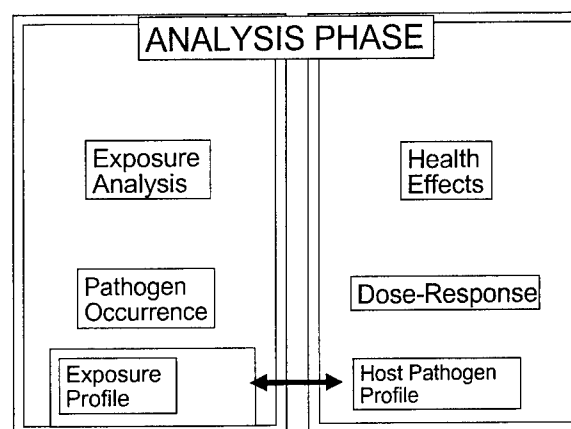 ANALYSIS PHASE
Exposure
Analysis
Pathogen
Occurrence
Exposure
Profile
Health
Effects
Dose-Response
Host Pathogen
Profile